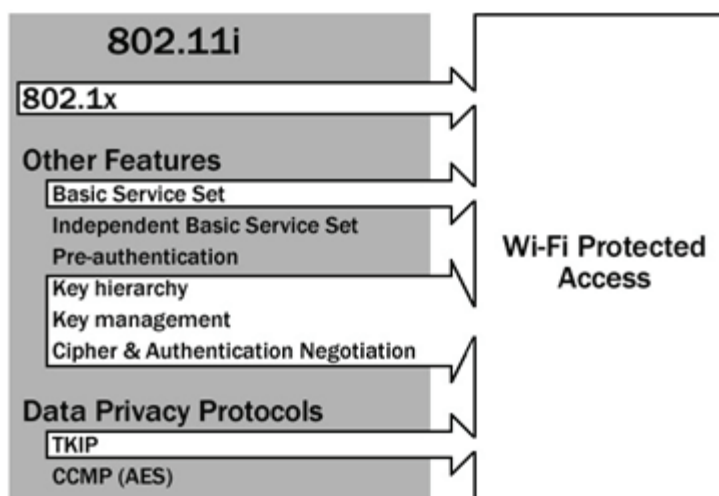 802.11i
802.1x
Other Features
Basic Service Set
Independent Basic Service Set
Pre-authentication
Key hierarchy
Key management
Cipher & Authentication Negotiation
Data Privacy Protocols
TKIP
CCMP (AES)
Wi-Fi Protected
Access